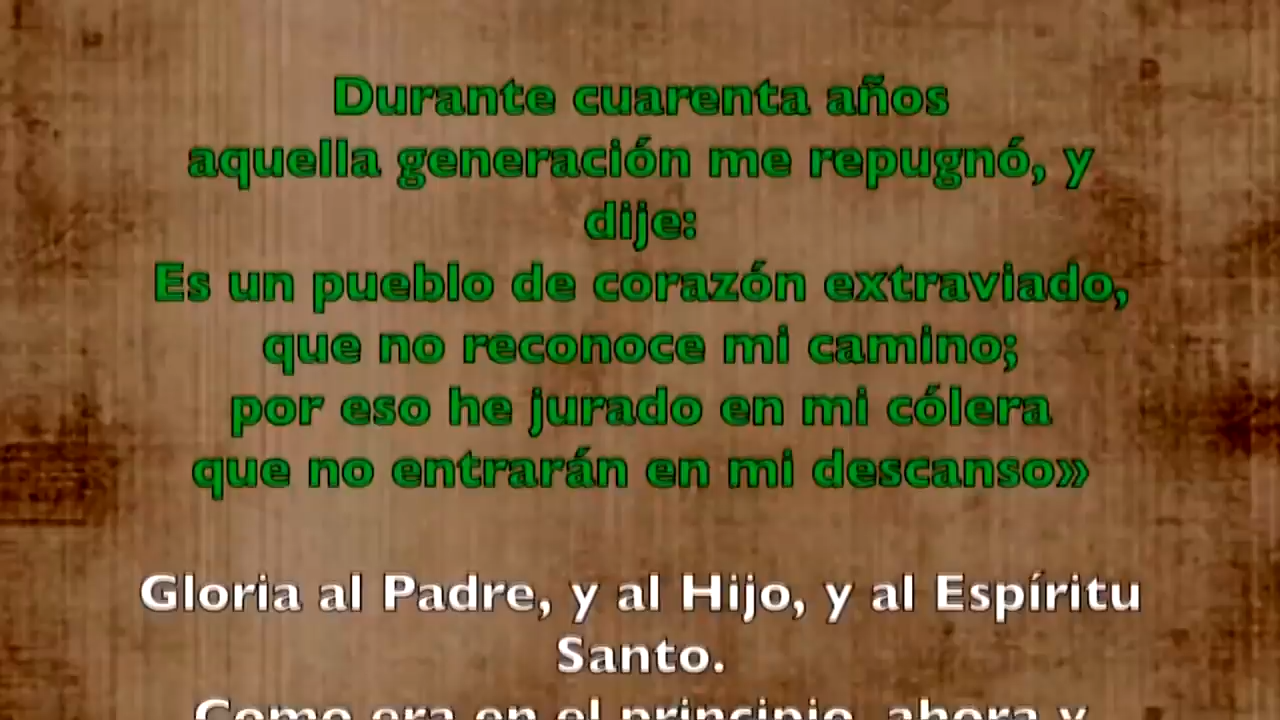 Durante cuarenta años
aquella generación me repugnó, y
dije:
Es un pueblo de corazón extraviado,
que no reconoce mi camino;
por eso he jurado en mi cólera
que no entrarán en mi descanso»
Gloria al Padre, y al Hijo, y al Espíritu
Santo.
Como era en el principio, ahora y